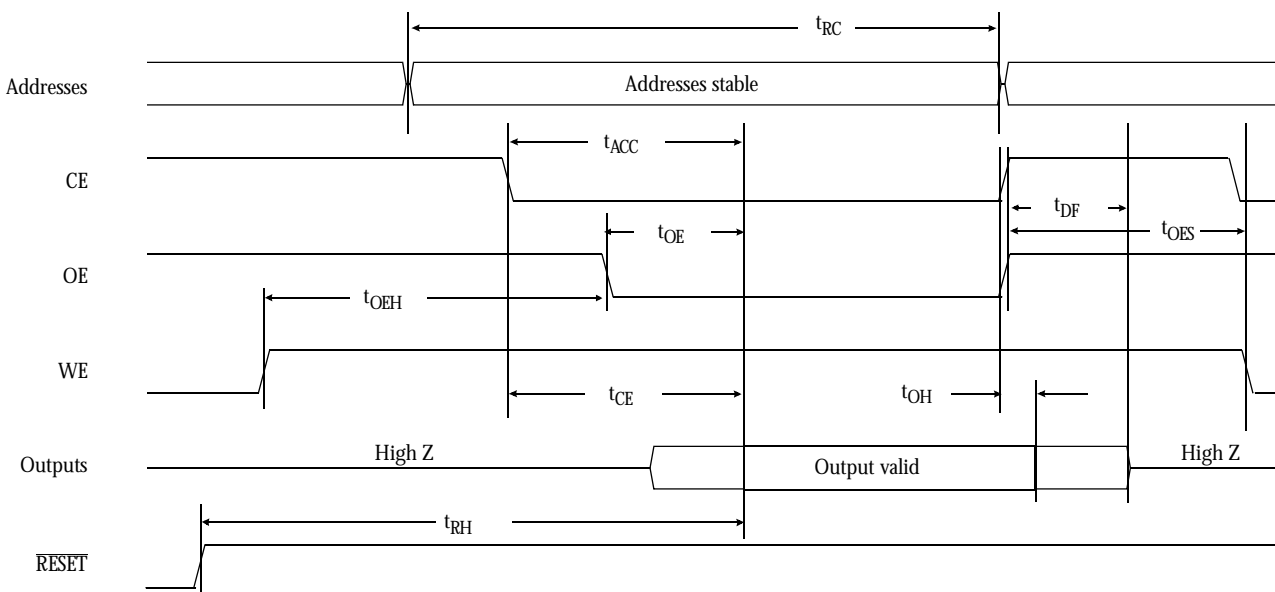 tRC
Addresses
Addresses stable
tACC
CE
tDF
tOE
tOES
OE
tOEH
WE
tCE
tOH
High Z
High Z
Outputs
Output valid
tRH
RESET